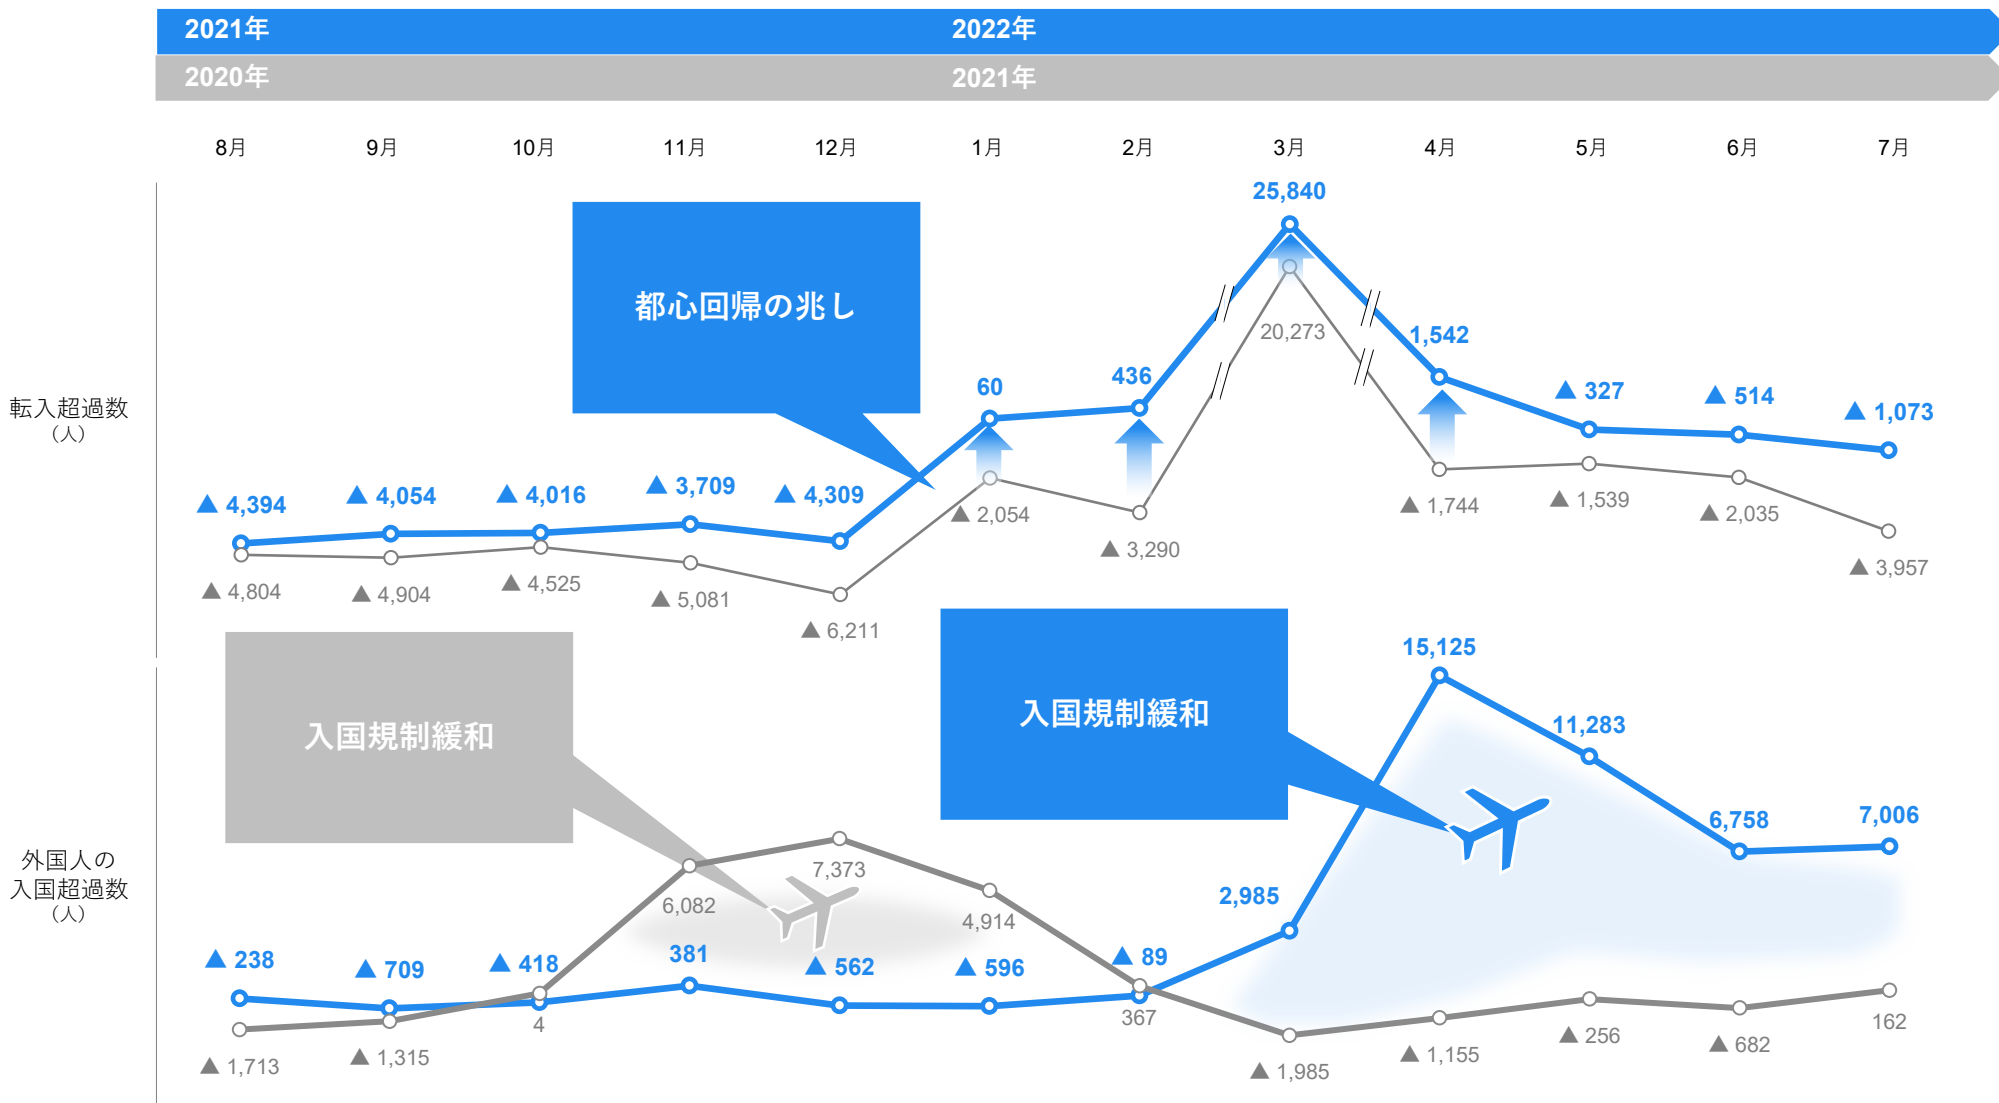 2021年 2022年
2020年 2021年
8月 9月 10月 11月 12月 1月 2月 3月 4月 5月 6月 7月
転入超過数
（人）
都心回帰の兆し
▲ 4,394 ▲ 4,054 ▲ 4,016 ▲ 3,709 ▲ 4,309 60 436 25,840 1,542 ▲ 327 ▲ 514 ▲ 1,073
▲ 4,804 ▲ 4,904 ▲ 4,525 ▲ 5,081 ▲ 6,211 ▲ 2,054 ▲ 3,290 20,273 ▲ 1,744 ▲ 1,539 ▲ 2,035 ▲ 3,957
外国人の
入国超過数
（人）
入国規制緩和
入国規制緩和
▲ 238 ▲ 709 ▲ 418 381 ▲ 562 ▲ 596 ▲ 89 2,985 15,125 11,283 6,758 7,006
▲ 1,713 ▲ 1,315 4 6,082 7,373 4,914 367 ▲ 1,985 ▲ 1,155 ▲ 256 ▲ 682 162